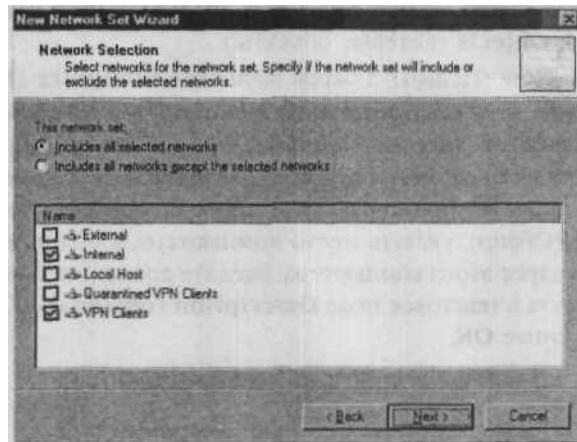 New Network Set Wizard
Network Selection
Select networks for the network set. Specify if the network set will include or
exclude the selected networks.
This network set:
Includes all selected networks
Includes all networks except the selected networks
Name
External
Internal
Local Host
Quarantined VPN Clients
VPN Clients
< Back
Next >
Cancel